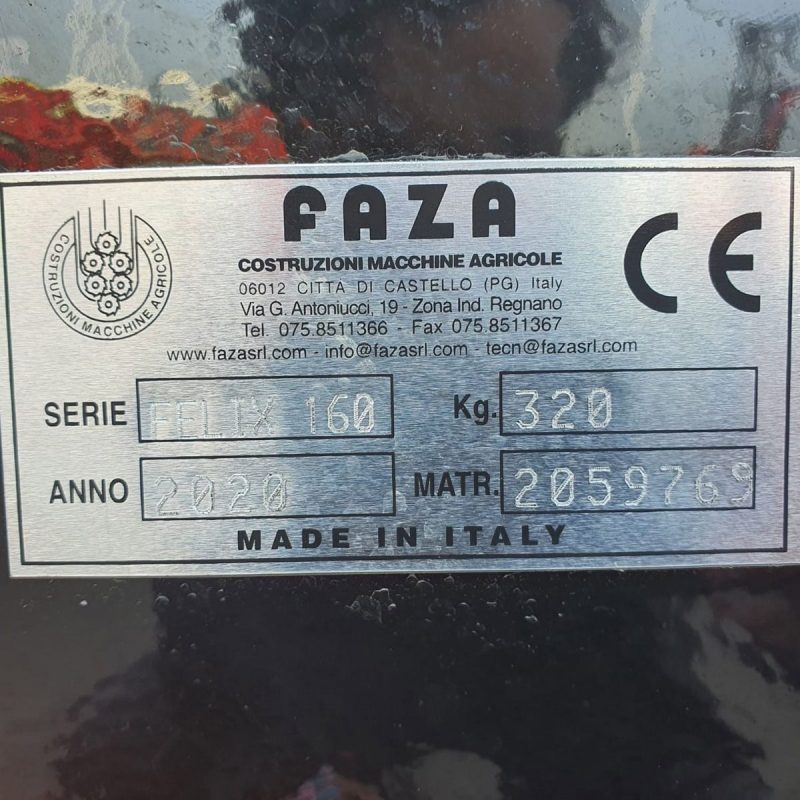 COSTRUZIONI MACCHINE AGRICOLE
FAZA
CE
COSTRUZIONI MACCHINE AGRICOLE
06012 CITTA DI CASTELLO (PG) Italy
Via G. Antoniucci, 19 - Zona Ind. Regnano
Tel. 075.8511366 - Fax 075.8511367
www.fazasrl.com - info@fazasrl.com - tecn@fazasrl.com
SERIE FELIX 160 Kg. 320
ANNO 2020 MATR. 2059769
MADE IN ITALY